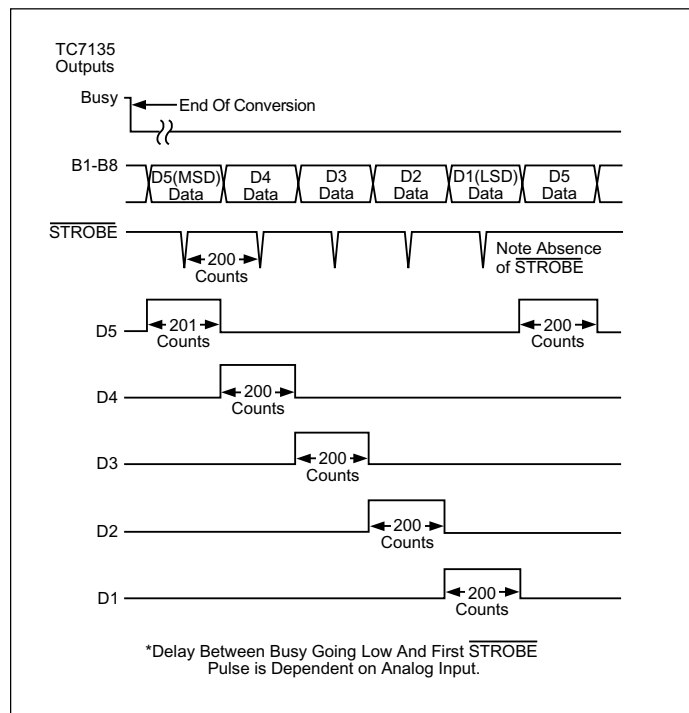 TC7135
Outputs
Busy
End Of Conversion
B1-B8
D5(MSD)
Data
D4
Data
D3
Data
D2
Data
D1(LSD)
Data
D5
Data
STROBE
200
Counts
Note Absence
of STROBE
D5
201
Counts
200
Counts
D4
200
Counts
D3
200
Counts
D2
200
Counts
D1
200
Counts
*Delay Between Busy Going Low And First STROBE
Pulse is Dependent on Analog Input.